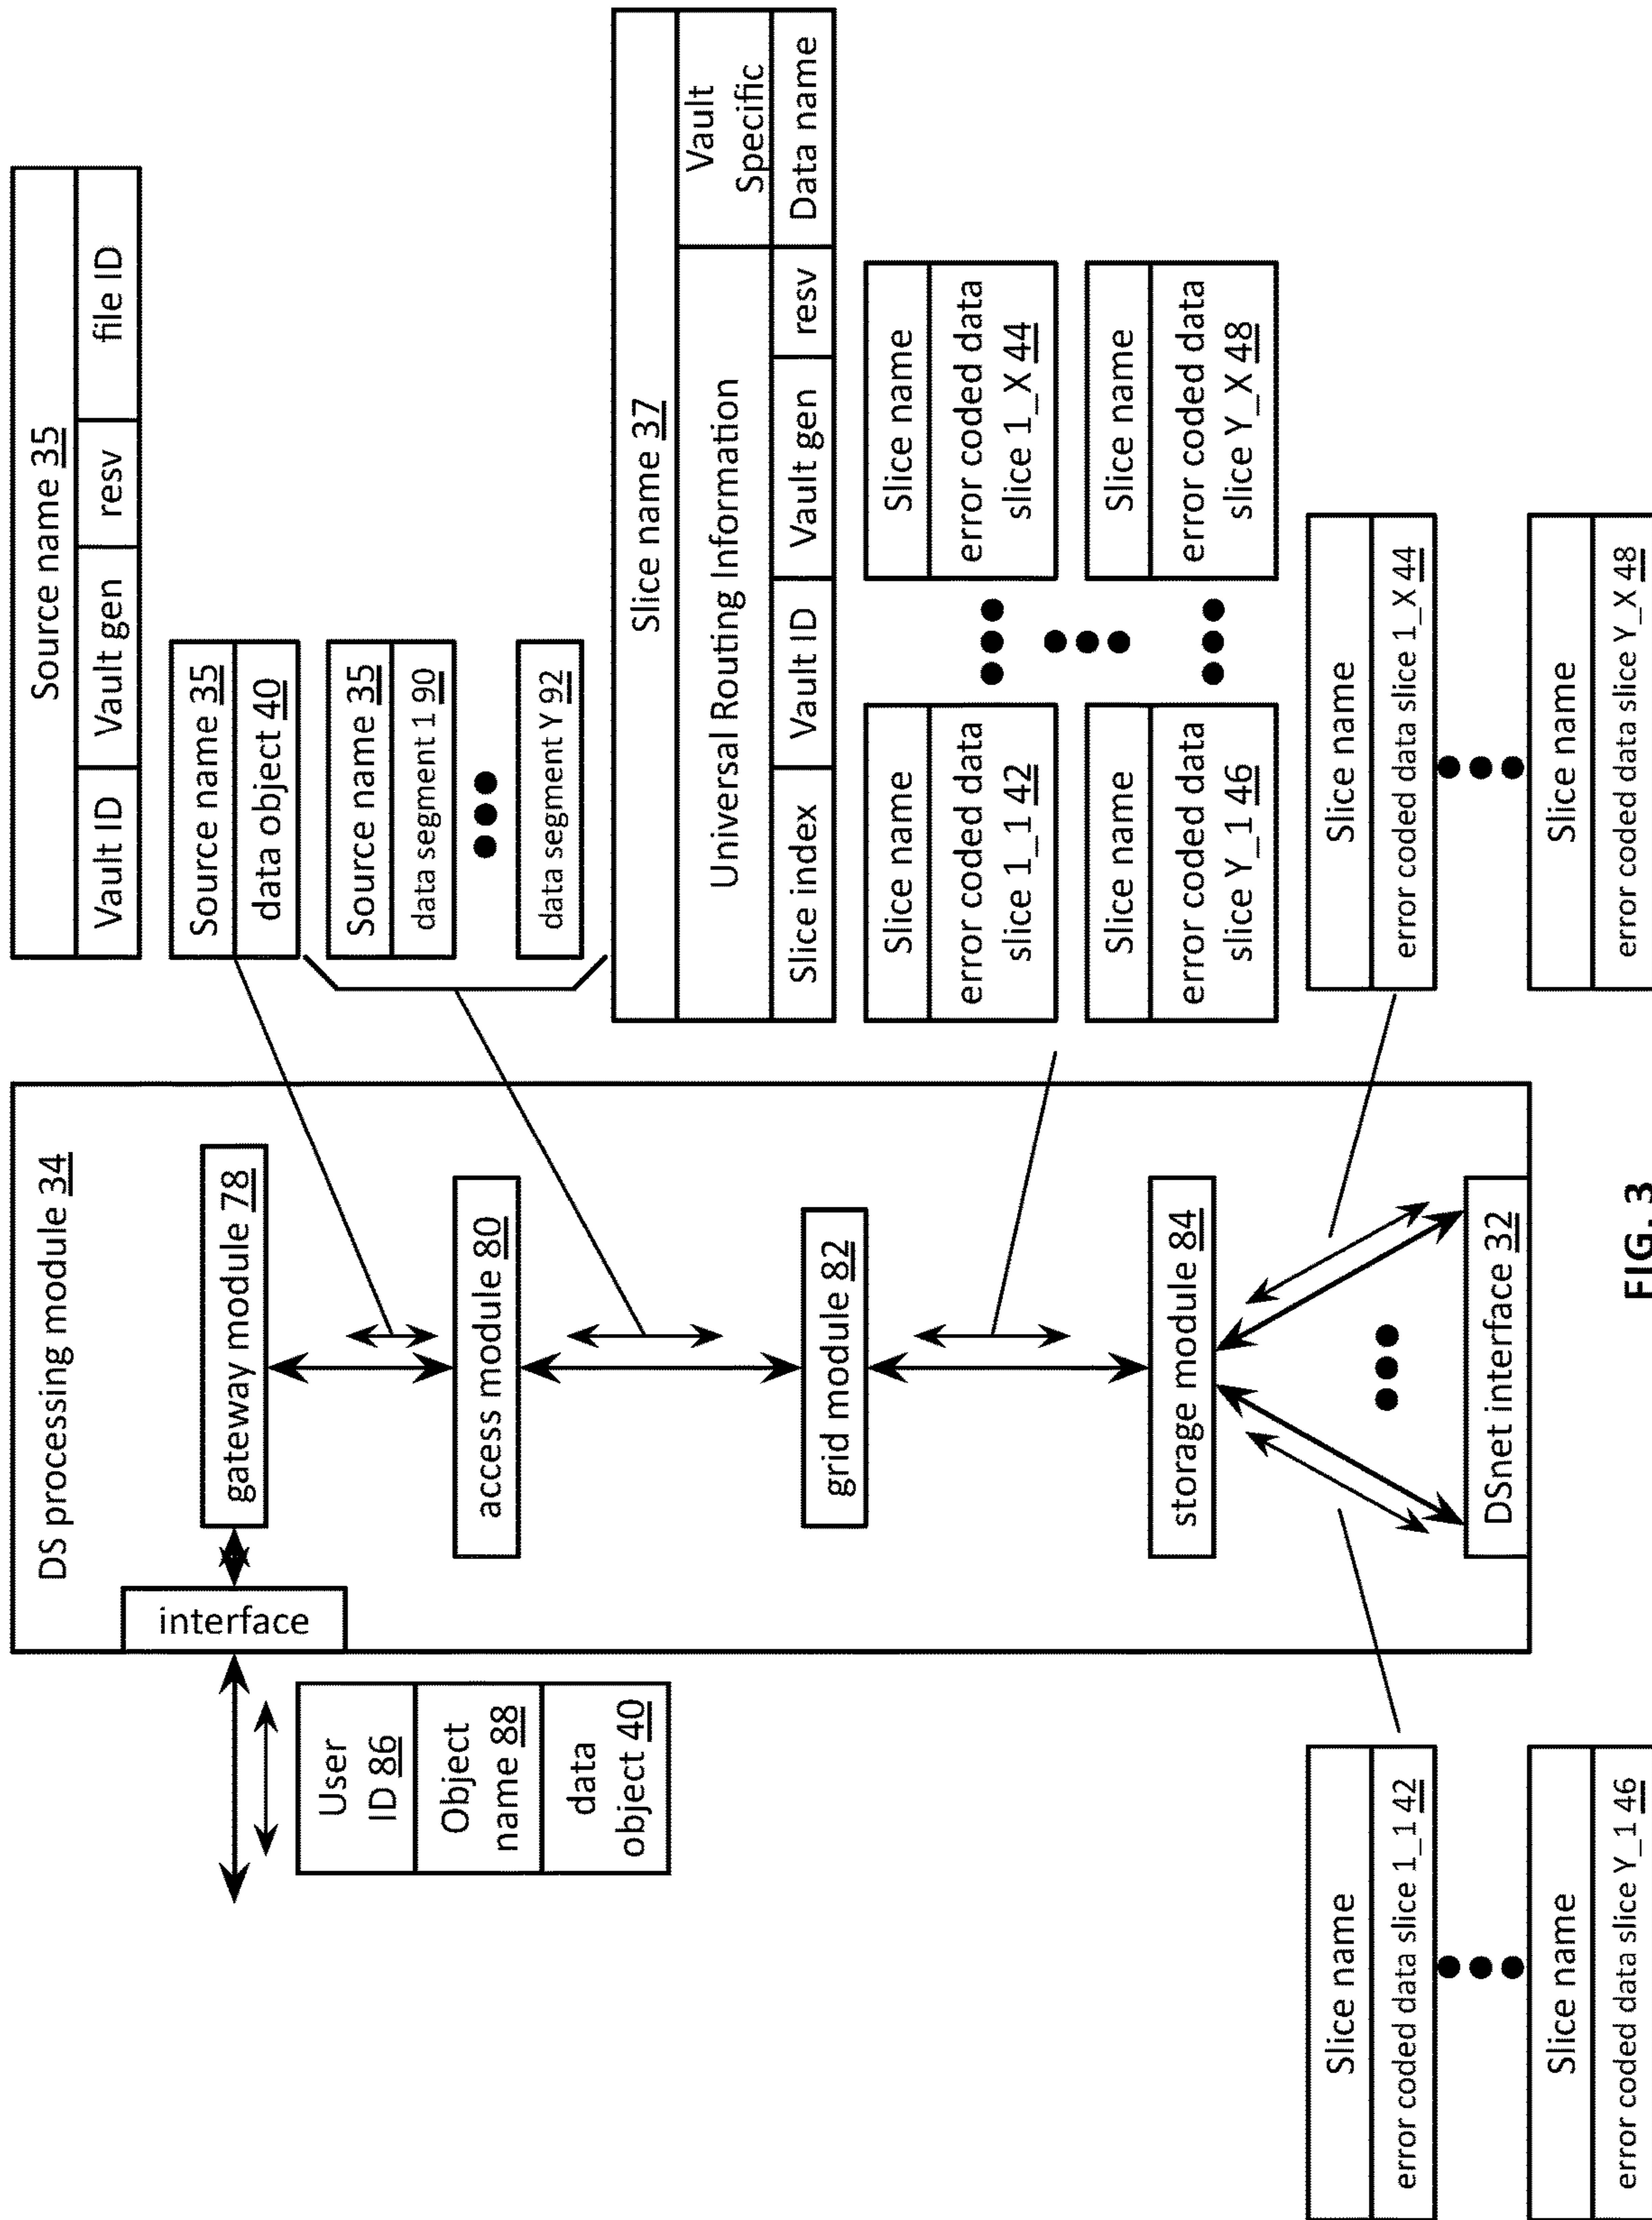 User
ID 86
Object
name 88
data
object 40
DS processing module 34
interface
gateway module 78
access module 80
grid module 82
storage module 84
DSnet interface 32
Source name 35
Vault ID Vault gen resv file ID
Source name 35
data object 40
Source name 35
data segment 1 90
data segment Y 92
Slice name 37
Universal Routing Information
Vault
Specific
Slice index Vault ID Vault gen resv Data name
Slice name
error coded data
slice 1_1 42
Slice name
error coded data
slice 1_X 44
Slice name
error coded data
slice Y_1 46
Slice name
error coded data
slice Y_X 48
Slice name
error coded data slice 1_1 42
Slice name
error coded data slice Y_1 46
Slice name
error coded data slice 1_X 44
Slice name
error coded data slice Y_X 48
FIG. 3